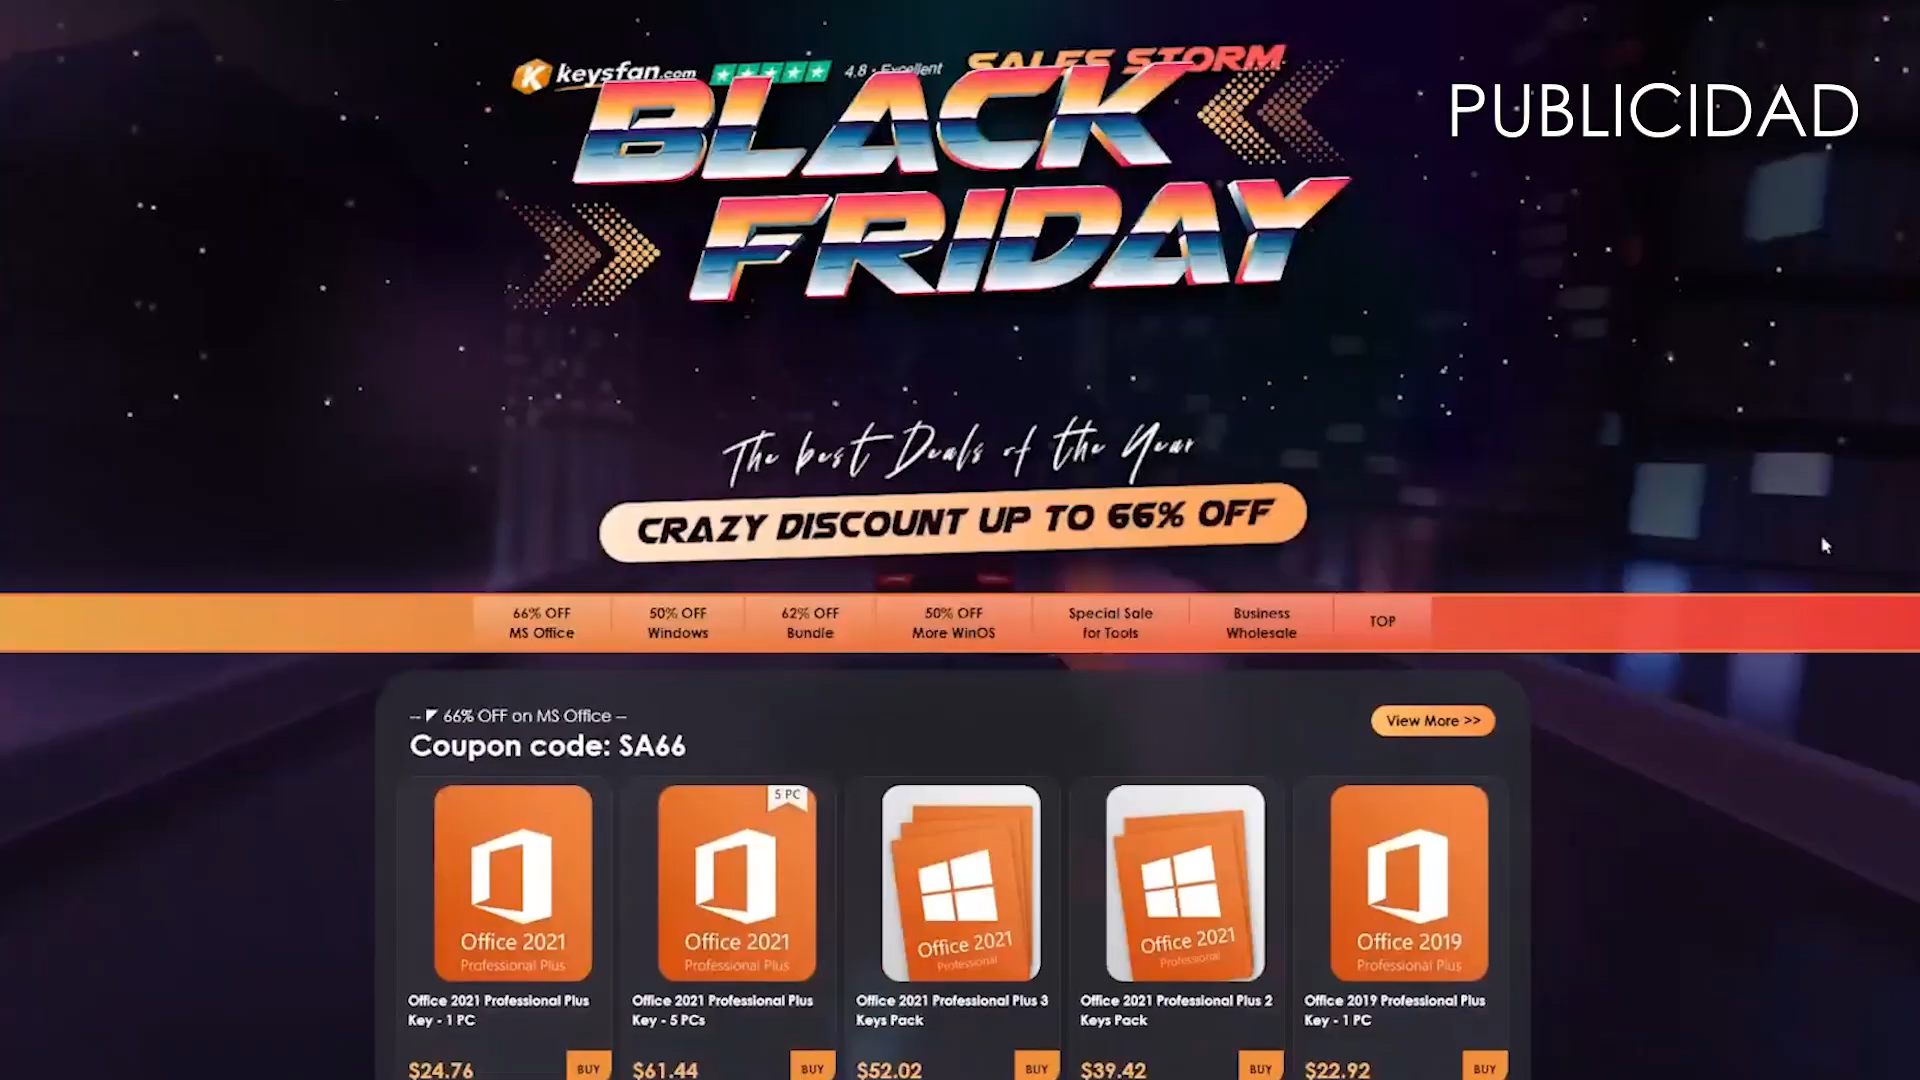 keysfan.com
4.8 - Excellent
SALES STORM
BLACK
FRIDAY
PUBLICIDAD
The best Deals of the Year
CRAZY DISCOUNT UP TO 66% OFF
66% OFF
MS Office
50% OFF
Windows
62% OFF
Bundle
50% OFF
More WinOS
Special Sale
for Tools
Business
Wholesale
TOP
-- 66% OFF on MS Office --
Coupon code: SA66
View More >>
Office 2021
Professional Plus
Office 2021 Professional Plus
Key - 1 PC
$24.76
BUY
5 PC
Office 2021
Professional Plus
Office 2021 Professional Plus
Key - 5 PCs
$61.44
BUY
Office 2021
Professional
Office 2021 Professional Plus 3
Keys Pack
$52.02
BUY
Office 2021
Professional
Office 2021 Professional Plus 2
Keys Pack
$39.42
BUY
Office 2019
Professional Plus
Office 2019 Professional Plus
Key - 1 PC
$22.92
BUY